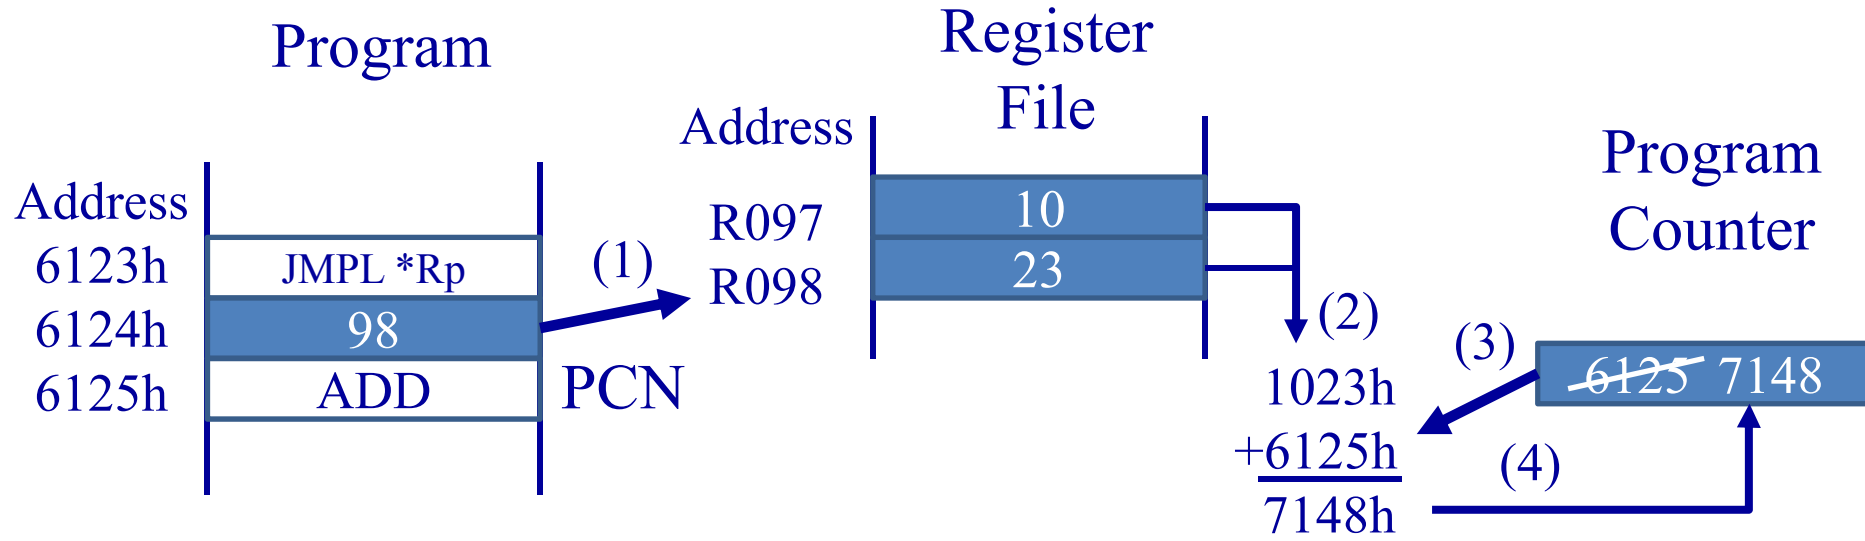 Program
Address
6123h JMPL *Rp
6124h 98
6125h ADD PCN
(1)
Register
File
Address
R097 10
R098 23
(2)
1023h
+6125h
7148h
(3)
(4)
Program
Counter
6125 7148